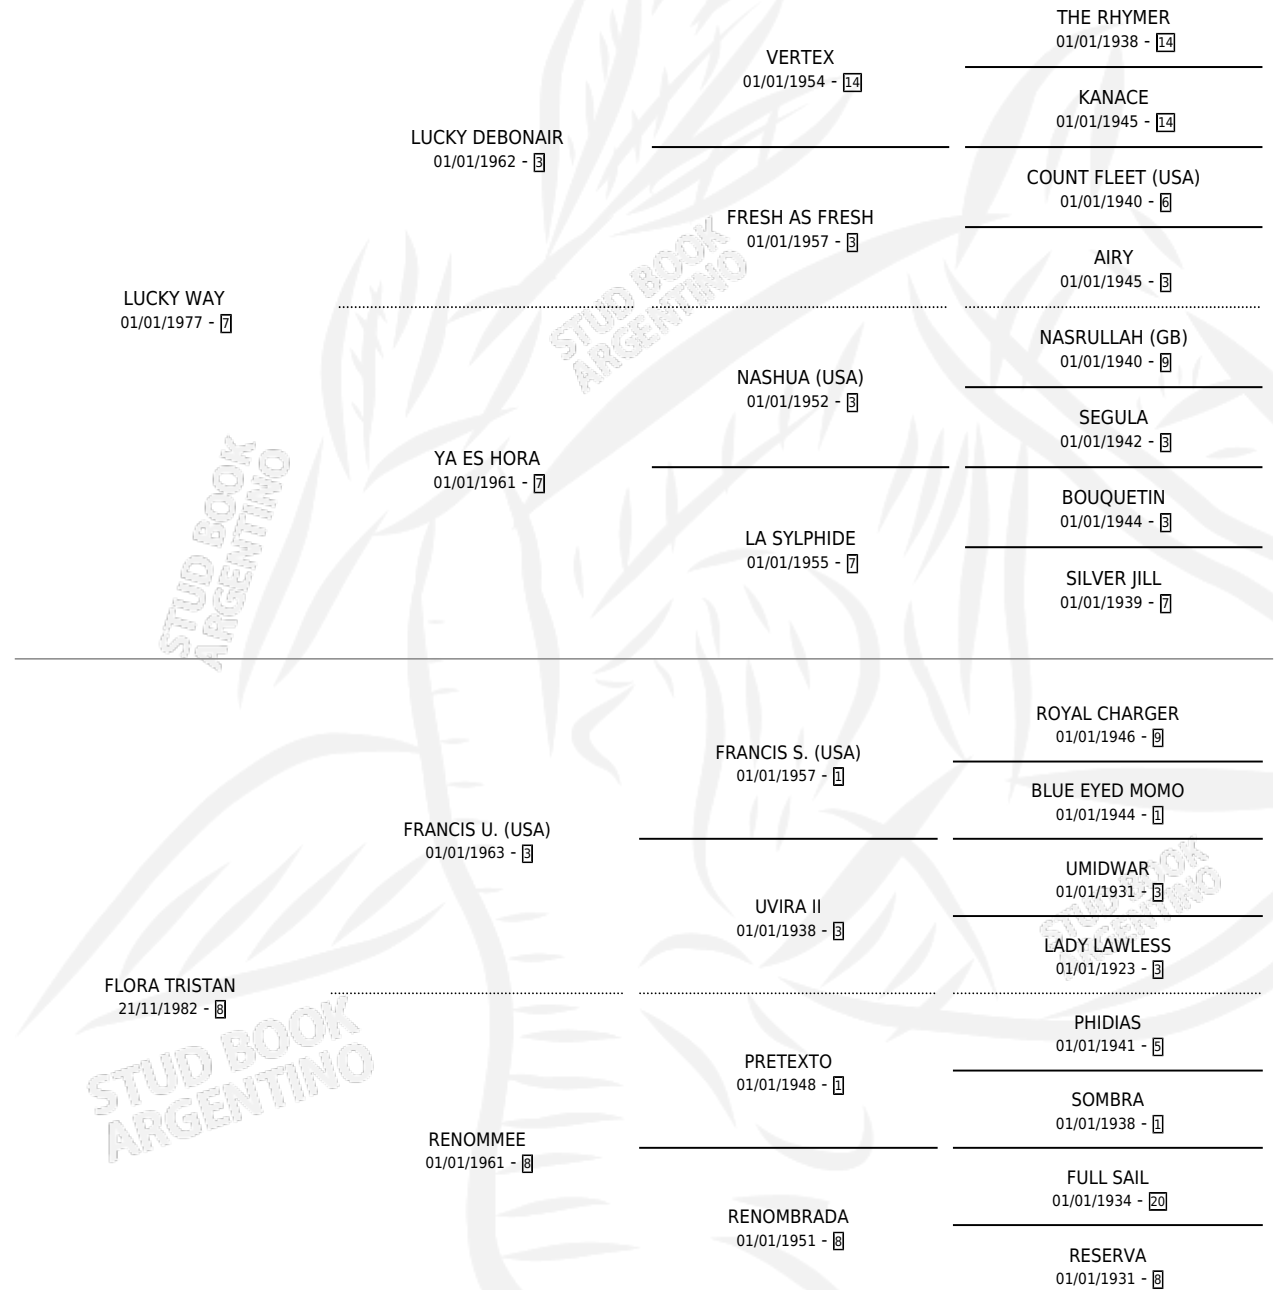 THE RHYMER
01/01/1938 - 14
VERTEX
01/01/1954 - 14
KANACE
01/01/1945 - 14
LUCKY DEBONAIR
01/01/1962 - 3
COUNT FLEET (USA)
01/01/1940 - 6
FRESH AS FRESH
01/01/1957 - 3
AIRY
01/01/1945 - 3
LUCKY WAY
01/01/1977 - 7
NASRULLAH (GB)
01/01/1940 - 9
NASHUA (USA)
01/01/1952 - 3
SEGULA
01/01/1942 - 3
YA ES HORA
01/01/1961 - 7
BOUQUETIN
01/01/1944 - 3
LA SYLPHIDE
01/01/1955 - 7
SILVER JILL
01/01/1939 - 7
ROYAL CHARGER
01/01/1946 - 9
FRANCIS S. (USA)
01/01/1957 - 1
BLUE EYED MOMO
01/01/1944 - 1
FRANCIS U. (USA)
01/01/1963 - 3
UMIDWAR
01/01/1931 - 3
UVIRA II
01/01/1938 - 3
LADY LAWLESS
01/01/1923 - 3
FLORA TRISTAN
21/11/1982 - 8
PHIDIAS
01/01/1941 - 5
PRETEXTO
01/01/1948 - 1
SOMBRA
01/01/1938 - 1
RENOMMEE
01/01/1961 - 8
FULL SAIL
01/01/1934 - 20
RENOMBRADA
01/01/1951 - 8
RESERVA
01/01/1931 - 8
STUD BOOK
ARGENTINO
STUD BOOK
ARGENTINO
STUD BOOK
ARGENTINO
STUD BOOK
ARGENTINO